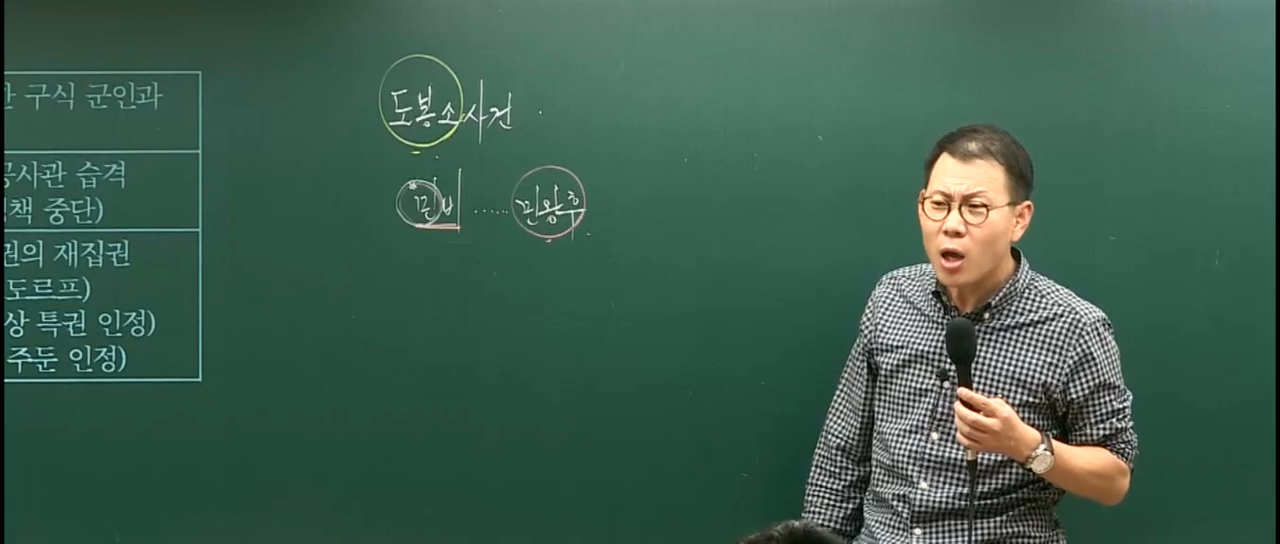 구식 군인과
공사관 습격
책 중단)
권의 재집권
도르프)
상 특권 인정)
주둔 인정)
도봉소사건
민비 ...... 민왕후